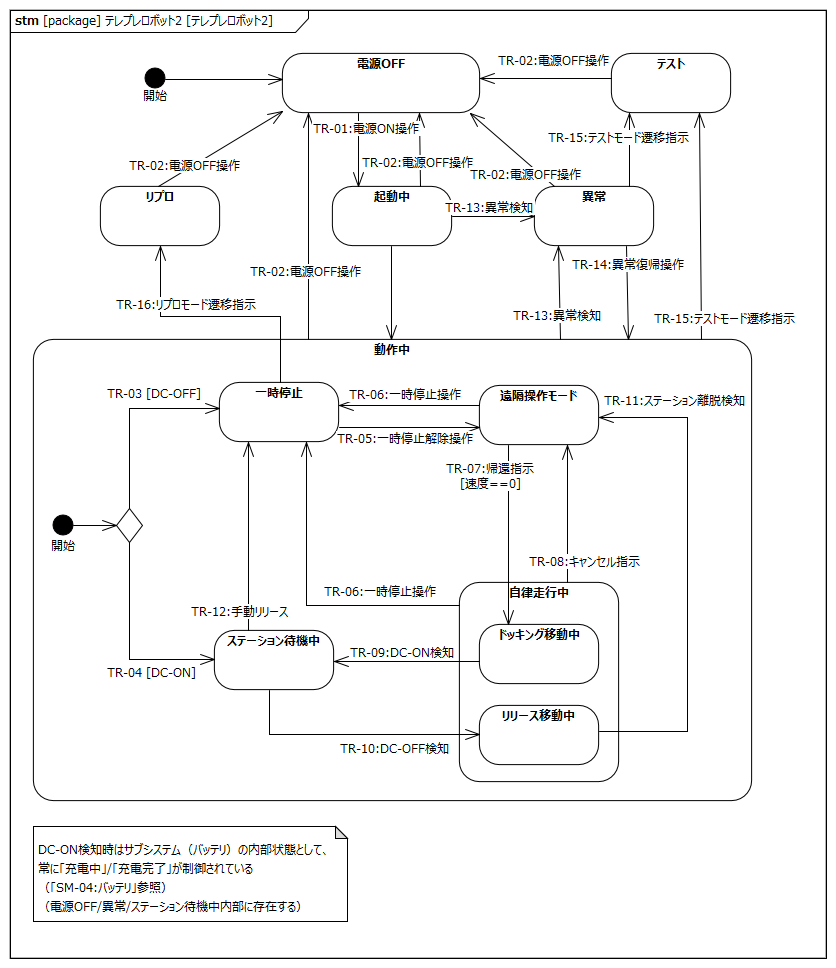 stm [package] テレプレロボット2 [テレプレロボット2]
開始
電源OFF
TR-02:電源OFF操作
テスト
TR-01:電源ON操作
TR-15:テストモード遷移指示
TR-02:電源OFF操作
TR-02:電源OFF操作
TR-02:電源OFF操作
リプロ
起動中
TR-13:異常検知
異常
TR-02:電源OFF操作
TR-14:異常復帰操作
TR-16:リプロモード遷移指示
TR-13:異常検知
TR-15:テストモード遷移指示
動作中
TR-03 [DC-OFF]
一時停止
TR-06:一時停止操作
遠隔操作モード
TR-11:ステーション離脱検知
TR-05:一時停止解除操作
TR-07:帰還指示
[速度==0]
開始
TR-08:キャンセル指示
TR-12:手動リリース
TR-06:一時停止操作
自律走行中
ステーション待機中
ドッキング移動中
TR-09:DC-ON検知
TR-04 [DC-ON]
リリース移動中
TR-10:DC-OFF検知
DC-ON検知時はサブシステム（バッテリ）の内部状態として、
常に「充電中」/「充電完了」が制御されている
（「SM-04:バッテリ」参照）
（電源OFF/異常/ステーション待機中内部に存在する）